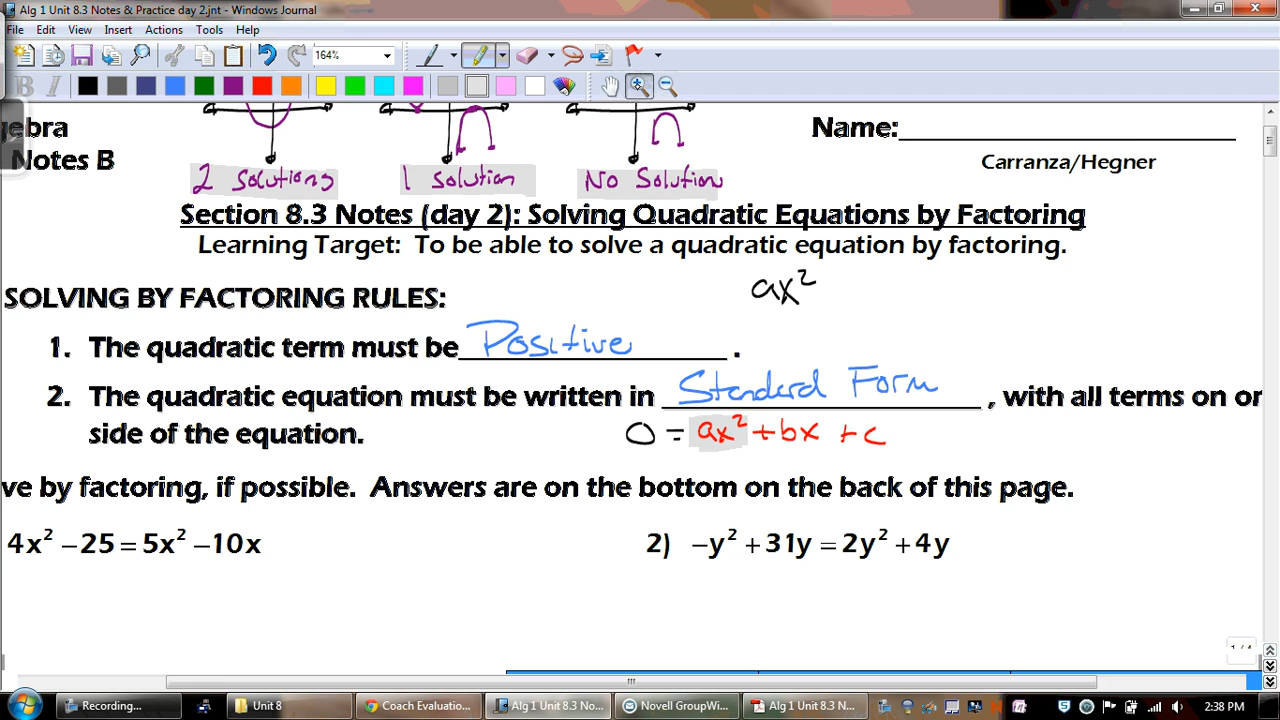 Alg 1 Unit 8.3 Notes & Practice day 2.jnt - Windows Journal
File Edit View Insert Actions Tools Help
164%
B I
gebra
Name:
Notes B
Carranza/Hegner
2 Solutions 1 Solution No Solution
Section 8.3 Notes (day 2): Solving Quadratic Equations by Factoring
Learning Target: To be able to solve a quadratic equation by factoring.
ax²
SOLVING BY FACTORING RULES:
1. The quadratic term must be Positive .
2. The quadratic equation must be written in Standard Form , with all terms on or
side of the equation. 0 = ax² + bx + c
ve by factoring, if possible. Answers are on the bottom on the back of this page.
4x² − 25 = 5x² − 10x 2) −y² + 31y = 2y² + 4y
1 / 4
Recording... Unit 8 Coach Evaluatio... Alg 1 Unit 8.3 No... Novell GroupWi... Alg 1 Unit 8.3 No... 2:38 PM